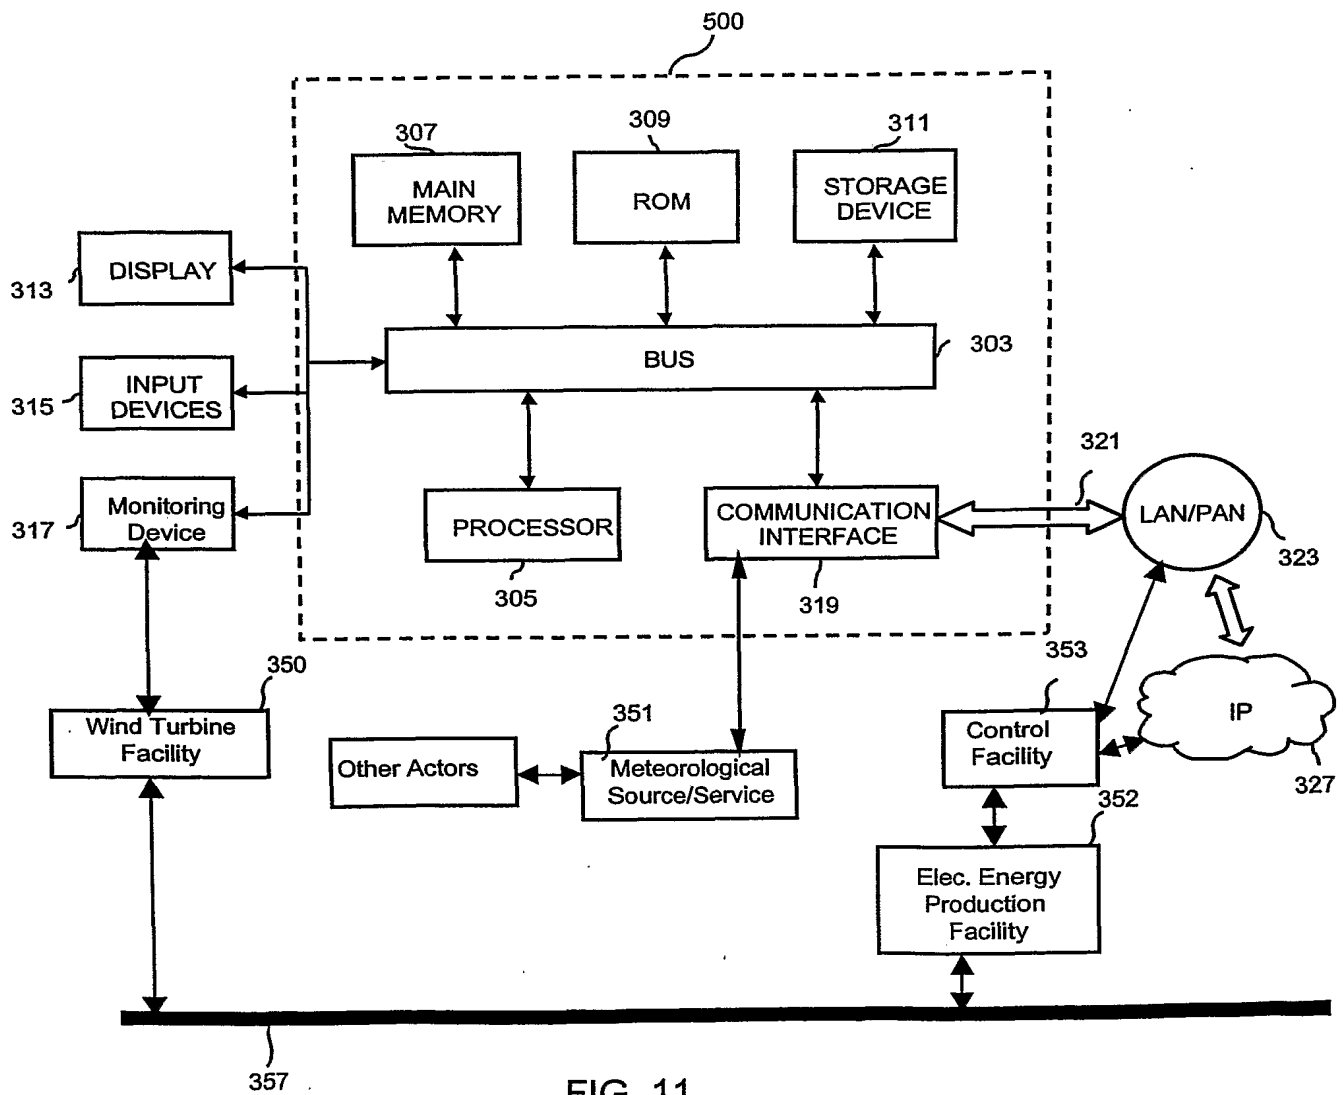 500
307
309
311
MAIN
MEMORY
ROM
STORAGE
DEVICE
DISPLAY
313
BUS
303
INPUT
DEVICES
315
321
Monitoring
Device
317
PROCESSOR
305
COMMUNICATION
INTERFACE
319
LAN/PAN
323
350
Wind Turbine
Facility
351
Other Actors
Meteorological
Source/Service
353
Control
Facility
IP
327
352
Elec. Energy
Production
Facility
357
FIG. 11